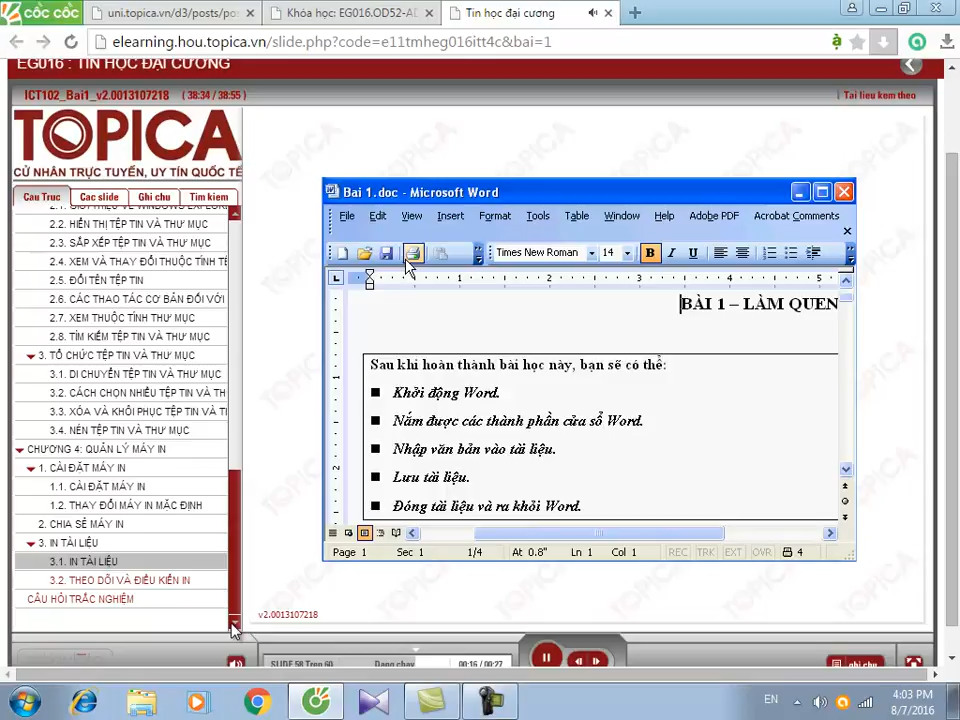 CỐC CỐC
uni.topica.vn/d3/posts/pos
Khóa học: EG016.OD52-AD
Tin học đại cương
elearning.hou.topica.vn/slide.php?code=e11tmheg016itt4c&bai=1
EG016 : TIN HỌC ĐẠI CƯƠNG
ICT102_Bai1_v2.0013107218 ( 38:34 / 38:55 )
Tai lieu kem theo
TOPICA
CỬ NHÂN TRỰC TUYẾN, UY TÍN QUỐC TẾ
Cau Truc
Cac slide
Ghi chu
Tim kiem
2.2. HIỂN THỊ TỆP TIN VÀ THƯ MỤC
2.3. SẮP XẾP TỆP TIN VÀ THƯ MỤC
2.4. XEM VÀ THAY ĐỔI THUỘC TÍNH TẾ
2.5. ĐỔI TÊN TỆP TIN
2.6. CÁC THAO TÁC CƠ BẢN ĐỐI VỚI
2.7. XEM THUỘC TÍNH THƯ MỤC
2.8. TÌM KIẾM TỆP TIN VÀ THƯ MỤC
3. TỔ CHỨC TỆP TIN VÀ THƯ MỤC
3.1. DI CHUYỂN TỆP TIN VÀ THƯ MỤC
3.2. CÁCH CHỌN NHIỀU TỆP TIN VÀ TH
3.3. XÓA VÀ KHÔI PHỤC TỆP TIN VÀ TI
3.4. NÉN TỆP TIN VÀ THƯ MỤC
CHƯƠNG 4: QUẢN LÝ MÁY IN
1. CÀI ĐẶT MÁY IN
1.1. CÀI ĐẶT MÁY IN
1.2. THAY ĐỔI MÁY IN MẶC ĐỊNH
2. CHIA SẺ MÁY IN
3. IN TÀI LIỆU
3.1. IN TÀI LIỆU
3.2. THEO DÕI VÀ ĐIỀU KIỂN IN
CÂU HỎI TRẮC NGHIỆM
Bai 1.doc - Microsoft Word
File Edit View Insert Format Tools Table Window Help Adobe PDF Acrobat Comments
Times New Roman 14 B I U
1 2 3 4 5
BÀI 1 – LÀM QUEN
Sau khi hoàn thành bài học này, bạn sẽ có thể:
Khởi động Word.
Nắm được các thành phần cửa sổ Word.
Nhập văn bản vào tài liệu.
Lưu tài liệu.
Đóng tài liệu và ra khỏi Word.
Page 1 Sec 1 1/4 At 0.8" Ln 1 Col 1 REC TRK EXT OVR 4
v2.0013107218
SLIDE 58 Tren 60
Dang chay
00:16 / 00:27
ghi chu
EN
4:03 PM
8/7/2016